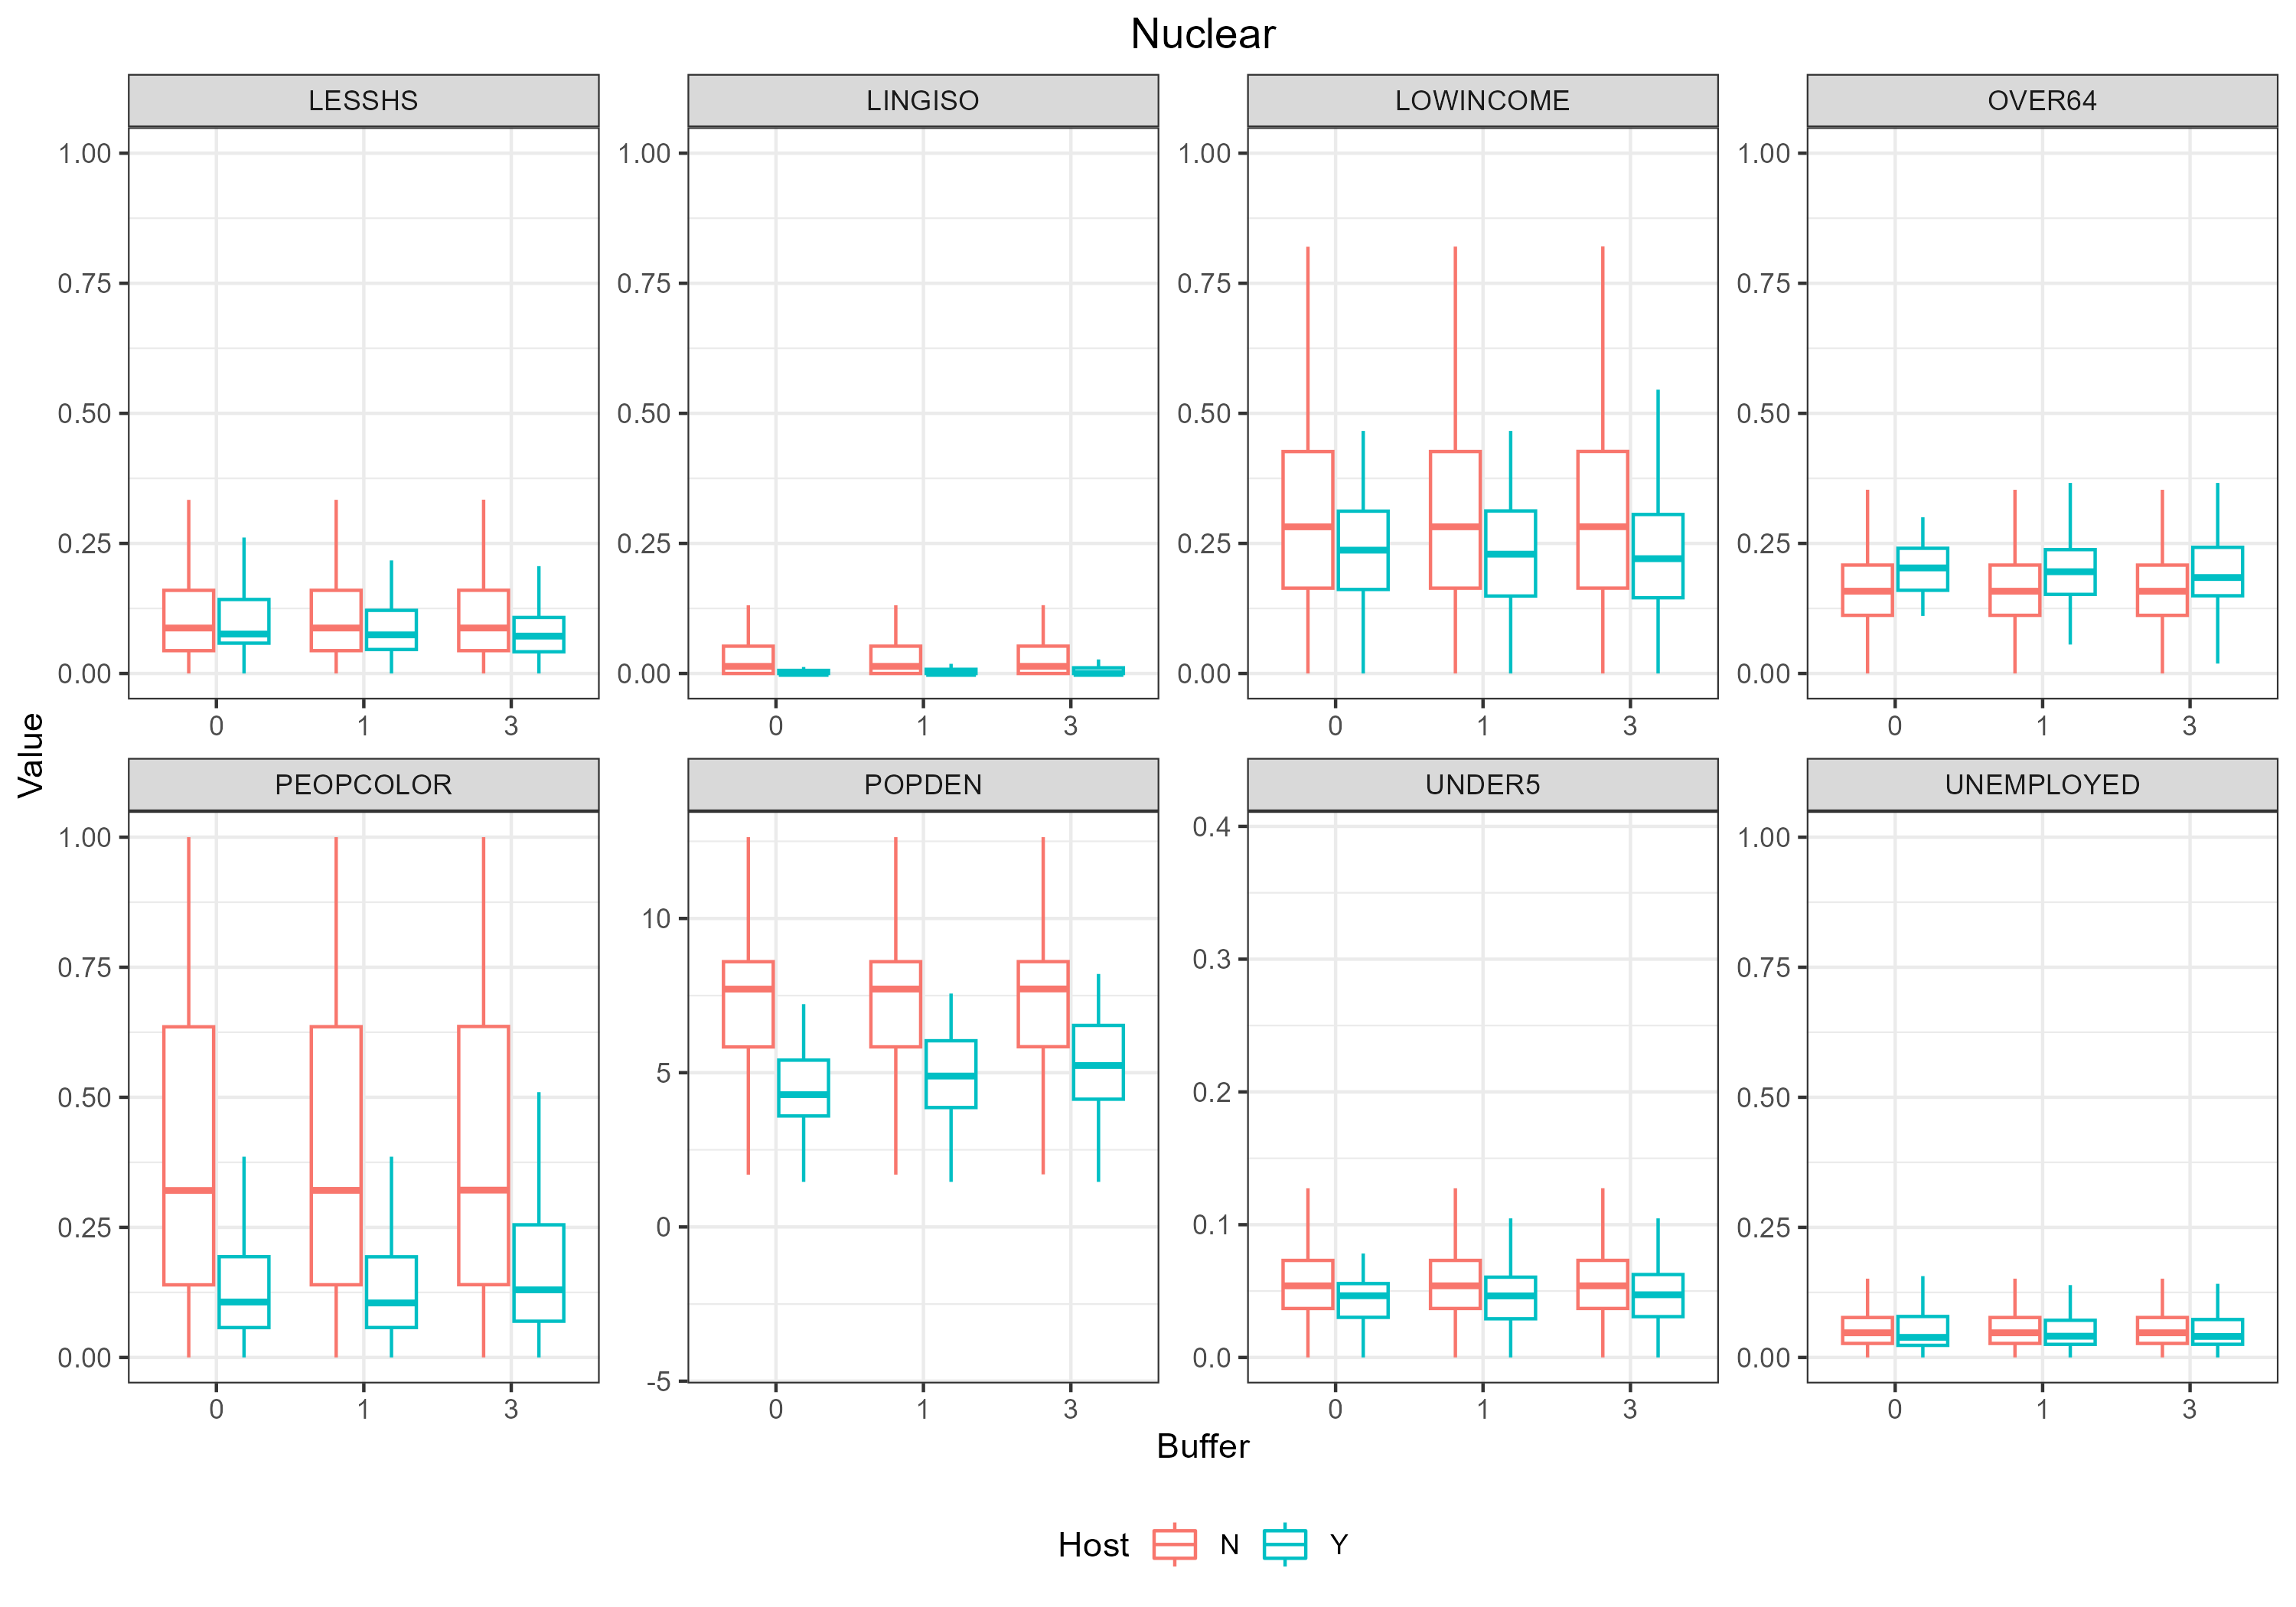 Nuclear
LESSHS LINGISO LOWINCOME OVER64
1.00 1.00 1.00 1.00
0.75 0.75 0.75 0.75
0.50 0.50 0.50 0.50
0.25 0.25 0.25 0.25
0.00 0.00 0.00 0.00
0 1 3 0 1 3 0 1 3 0 1 3
Value
PEOPCOLOR POPDEN UNDER5 UNEMPLOYED
1.00 10 0.4 1.00
0.75 5 0.3 0.75
0.50 0 0.2 0.50
0.25 -5 0.1 0.25
0.00 0.0 0.00
0 1 3 0 1 3 0 1 3 0 1 3
Buffer
Host N Y